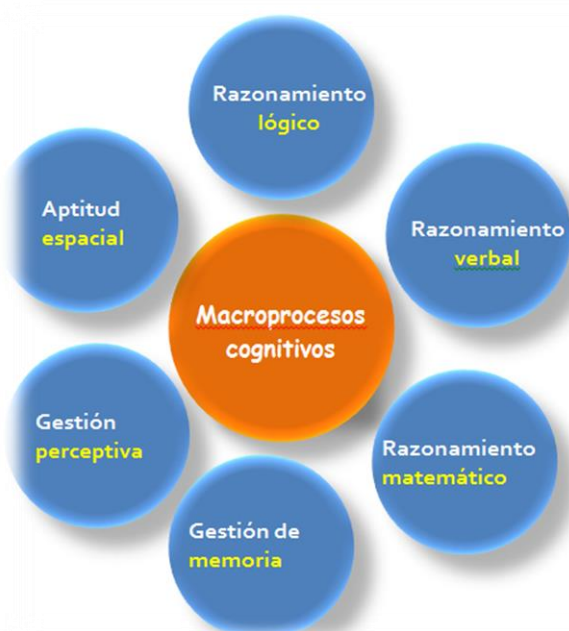 Razonamiento
lógico
Aptitud
espacial
Razonamiento
verbal
Macroprocesos
cognitivos
Gestión
perceptiva
Razonamiento
matemático
Gestión de
memoria